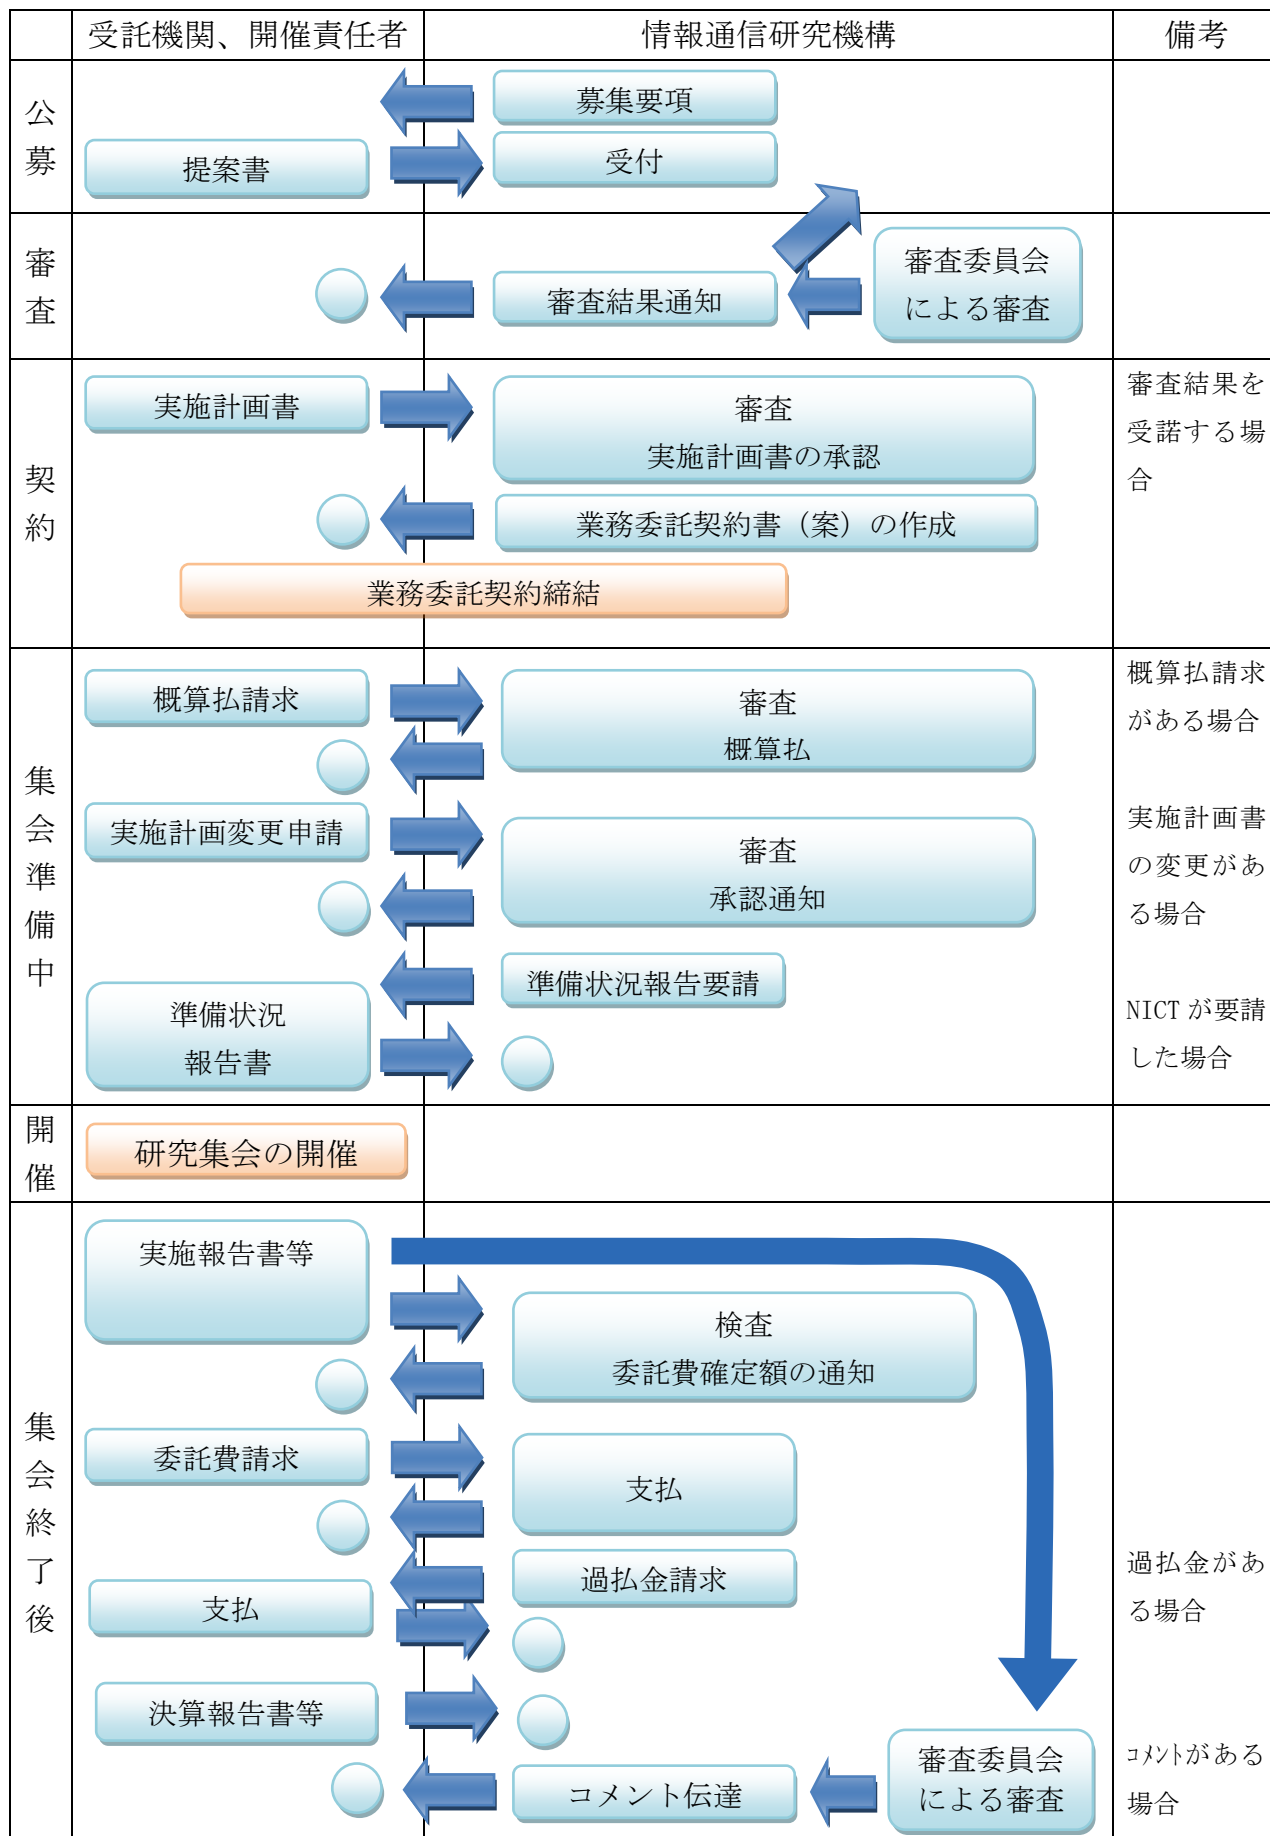 受託機関、開催責任者
情報通信研究機構
備考
公募
募集要項
提案書
受付
審査
審査結果通知
審査委員会
による審査
契約
実施計画書
審査
実施計画書の承認
業務委託契約書（案）の作成
業務委託契約締結
審査結果を
受諾する場
合
集会準備中
概算払請求
審査
概算払
概算払請求
がある場合
実施計画変更申請
審査
承認通知
実施計画書
の変更があ
る場合
準備状況報告要請
準備状況
報告書
NICT が要請
した場合
開催
研究集会の開催
集会終了後
実施報告書等
検査
委託費確定額の通知
委託費請求
支払
過払金請求
支払
過払金があ
る場合
決算報告書等
審査委員会
による審査
コメント伝達
コメントがある
場合